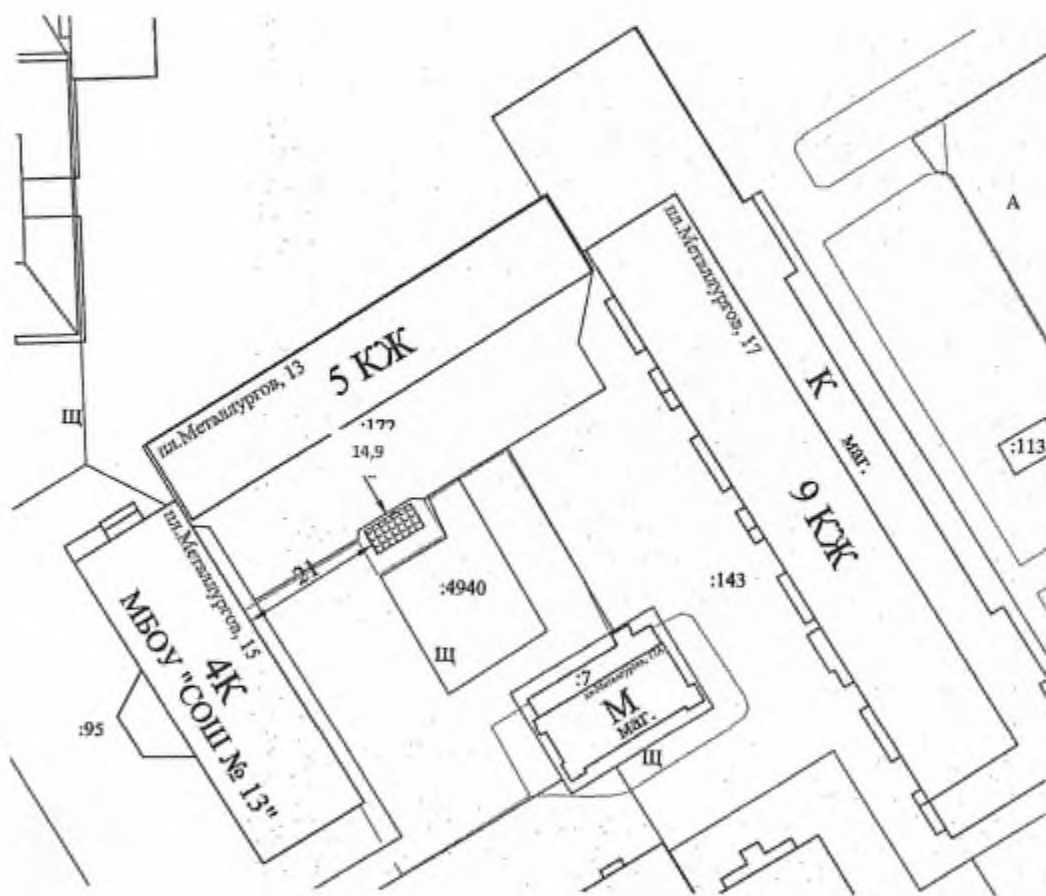 А
пл.Металлургов, 17
пл.Металлургов, 13
5 КЖ
К
маг.
Щ
:113
14,9
9 КЖ
21
:4940
:143
пл.Металлургов, 15
Щ
4К
МБОУ "СОШ № 13"
:7
М
маг.
:95
Щ